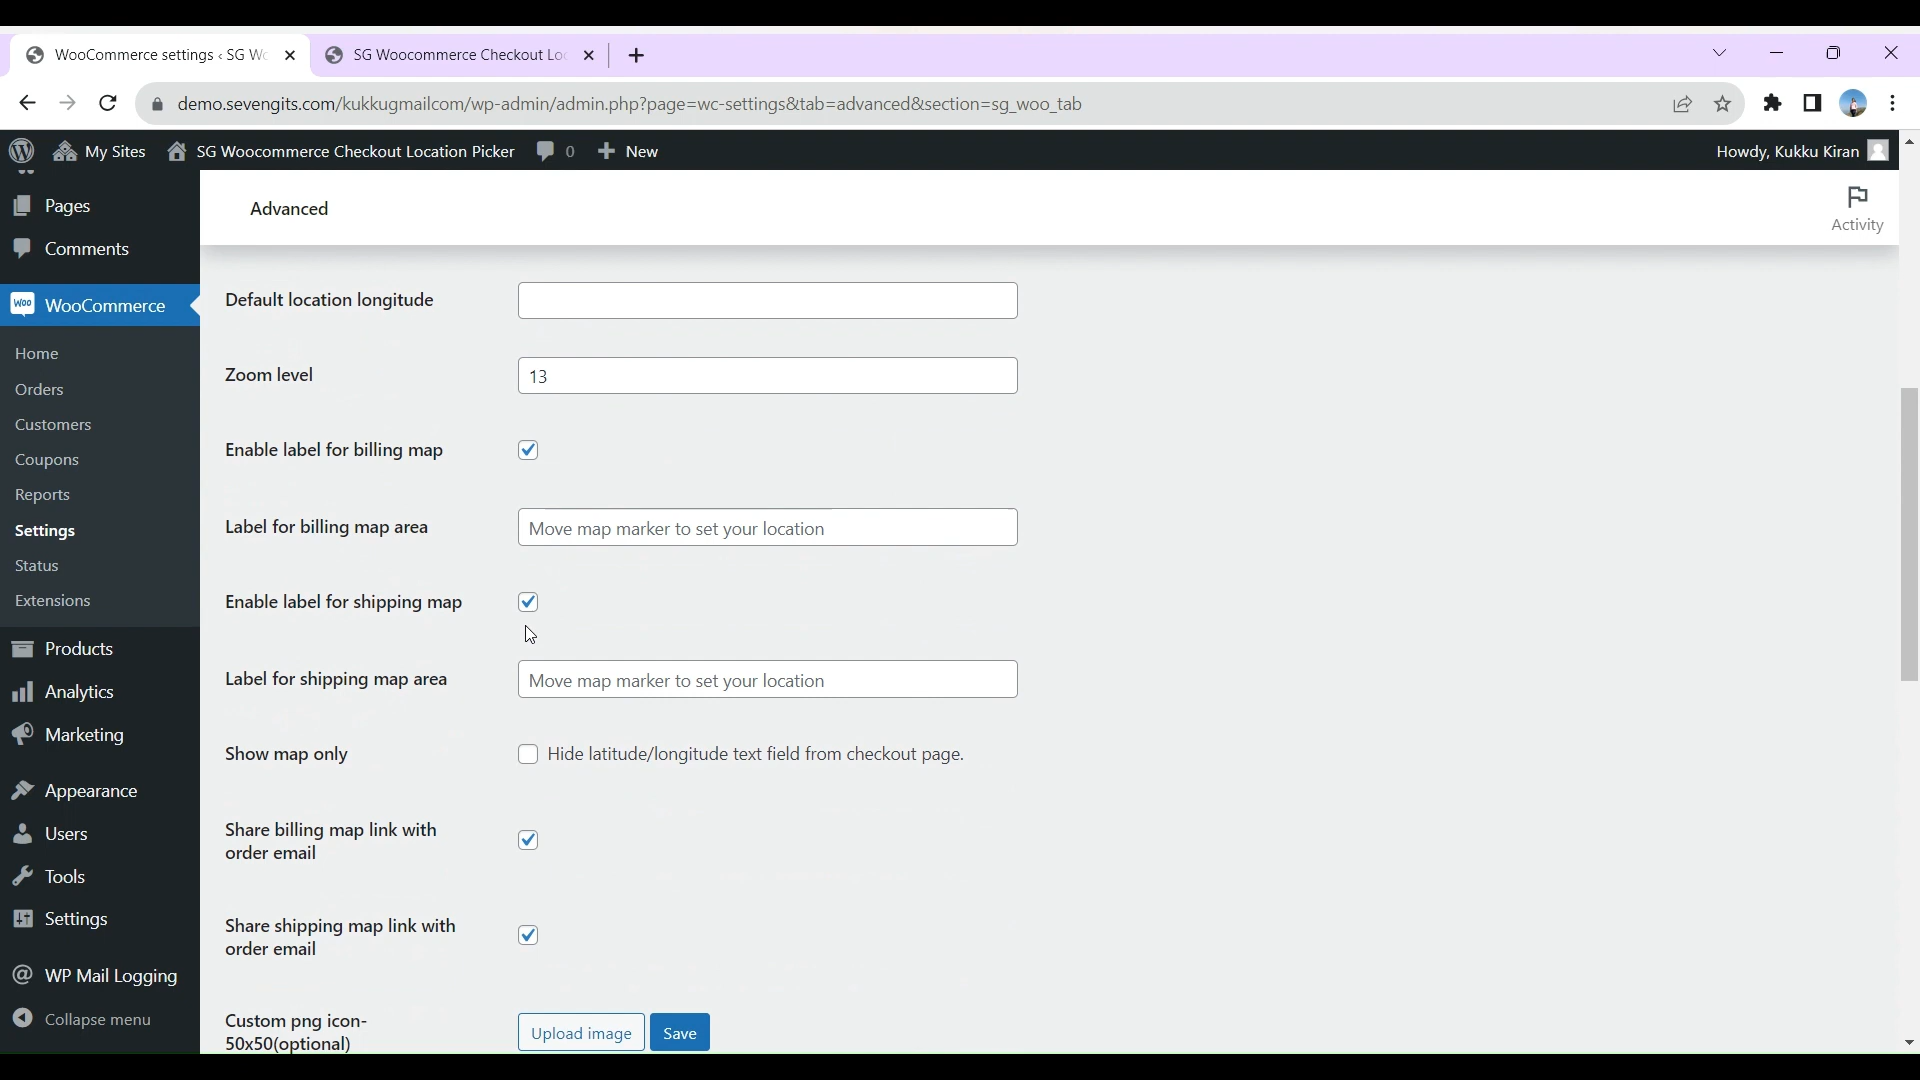 WooCommerce settings ‹ SG Wo
SG Woocommerce Checkout Loc
demo.sevengits.com/kukkugmailcom/wp-admin/admin.php?page=wc-settings&tab=advanced&section=sg_woo_tab
My Sites
SG Woocommerce Checkout Location Picker
0
New
Howdy, Kukku Kiran
Pages
Comments
Woo
WooCommerce
Home
Orders
Customers
Coupons
Reports
Settings
Status
Extensions
Products
Analytics
Marketing
Appearance
Users
Tools
Settings
WP Mail Logging
Collapse menu
Advanced
Activity
Default location longitude
Zoom level
13
Enable label for billing map
Label for billing map area
Move map marker to set your location
Enable label for shipping map
Label for shipping map area
Move map marker to set your location
Show map only
Hide latitude/longitude text field from checkout page.
Share billing map link with
order email
Share shipping map link with
order email
Custom png icon-
50x50(optional)
Upload image
Save